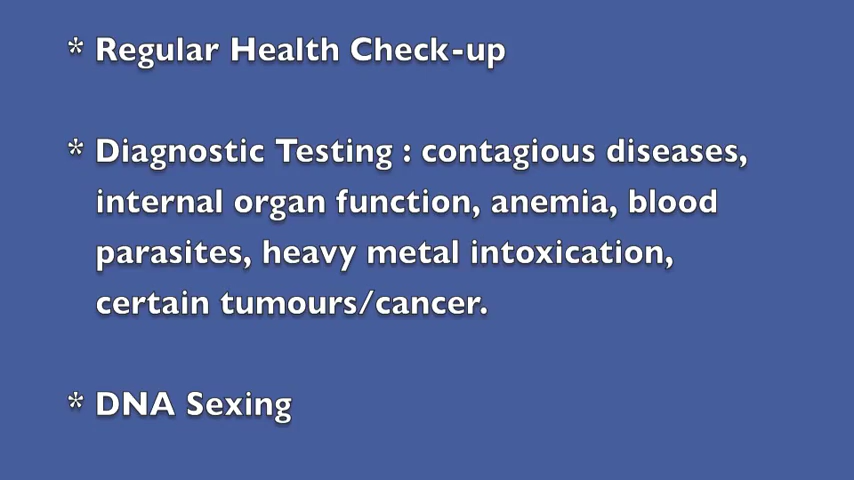 * Regular Health Check-up
* Diagnostic Testing : contagious diseases,
internal organ function, anemia, blood
parasites, heavy metal intoxication,
certain tumours/cancer.
* DNA Sexing